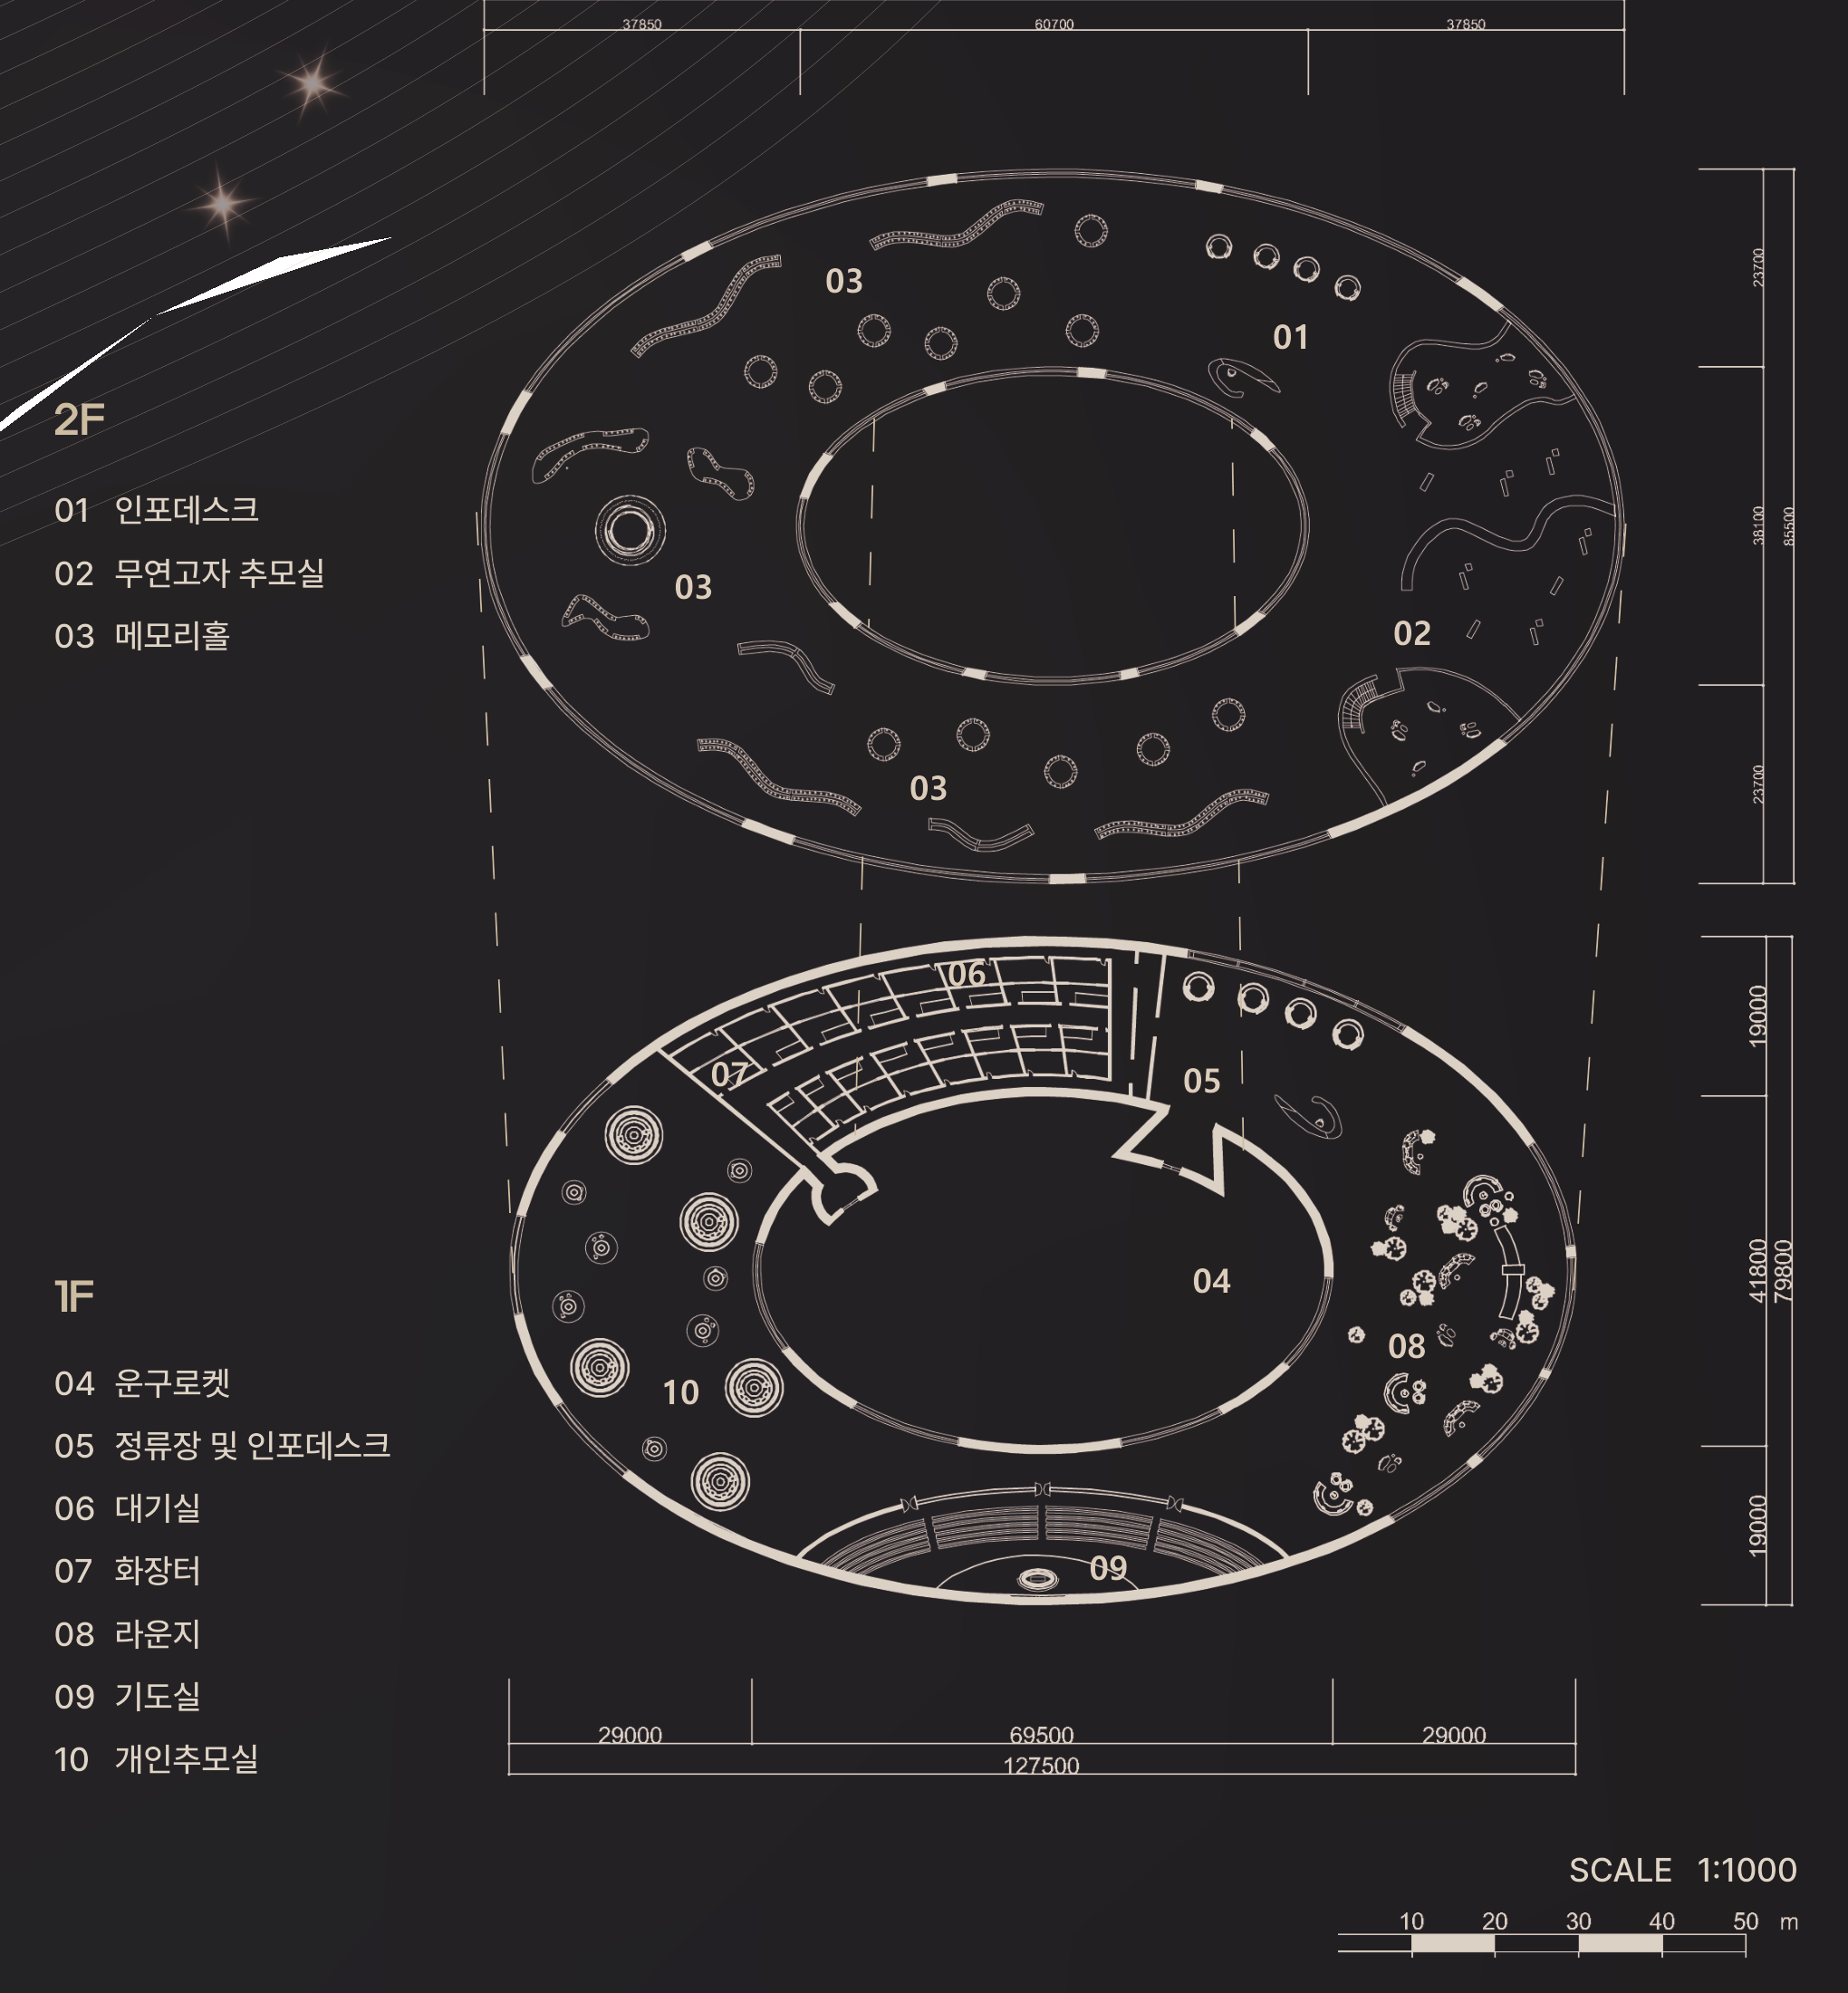 37850 60700 37850
2F
01 인포데스크
02 무연고자 추모실
03 메모리홀
03
01
03
02
03
23700
38100
85500
23700
1F
04 운구로켓
05 정류장 및 인포데스크
06 대기실
07 화장터
08 라운지
09 기도실
10 개인추모실
06
07
05
04
08
10
09
19000
41800
79800
19000
29000 69500 29000
127500
SCALE 1:1000
10 20 30 40 50 m